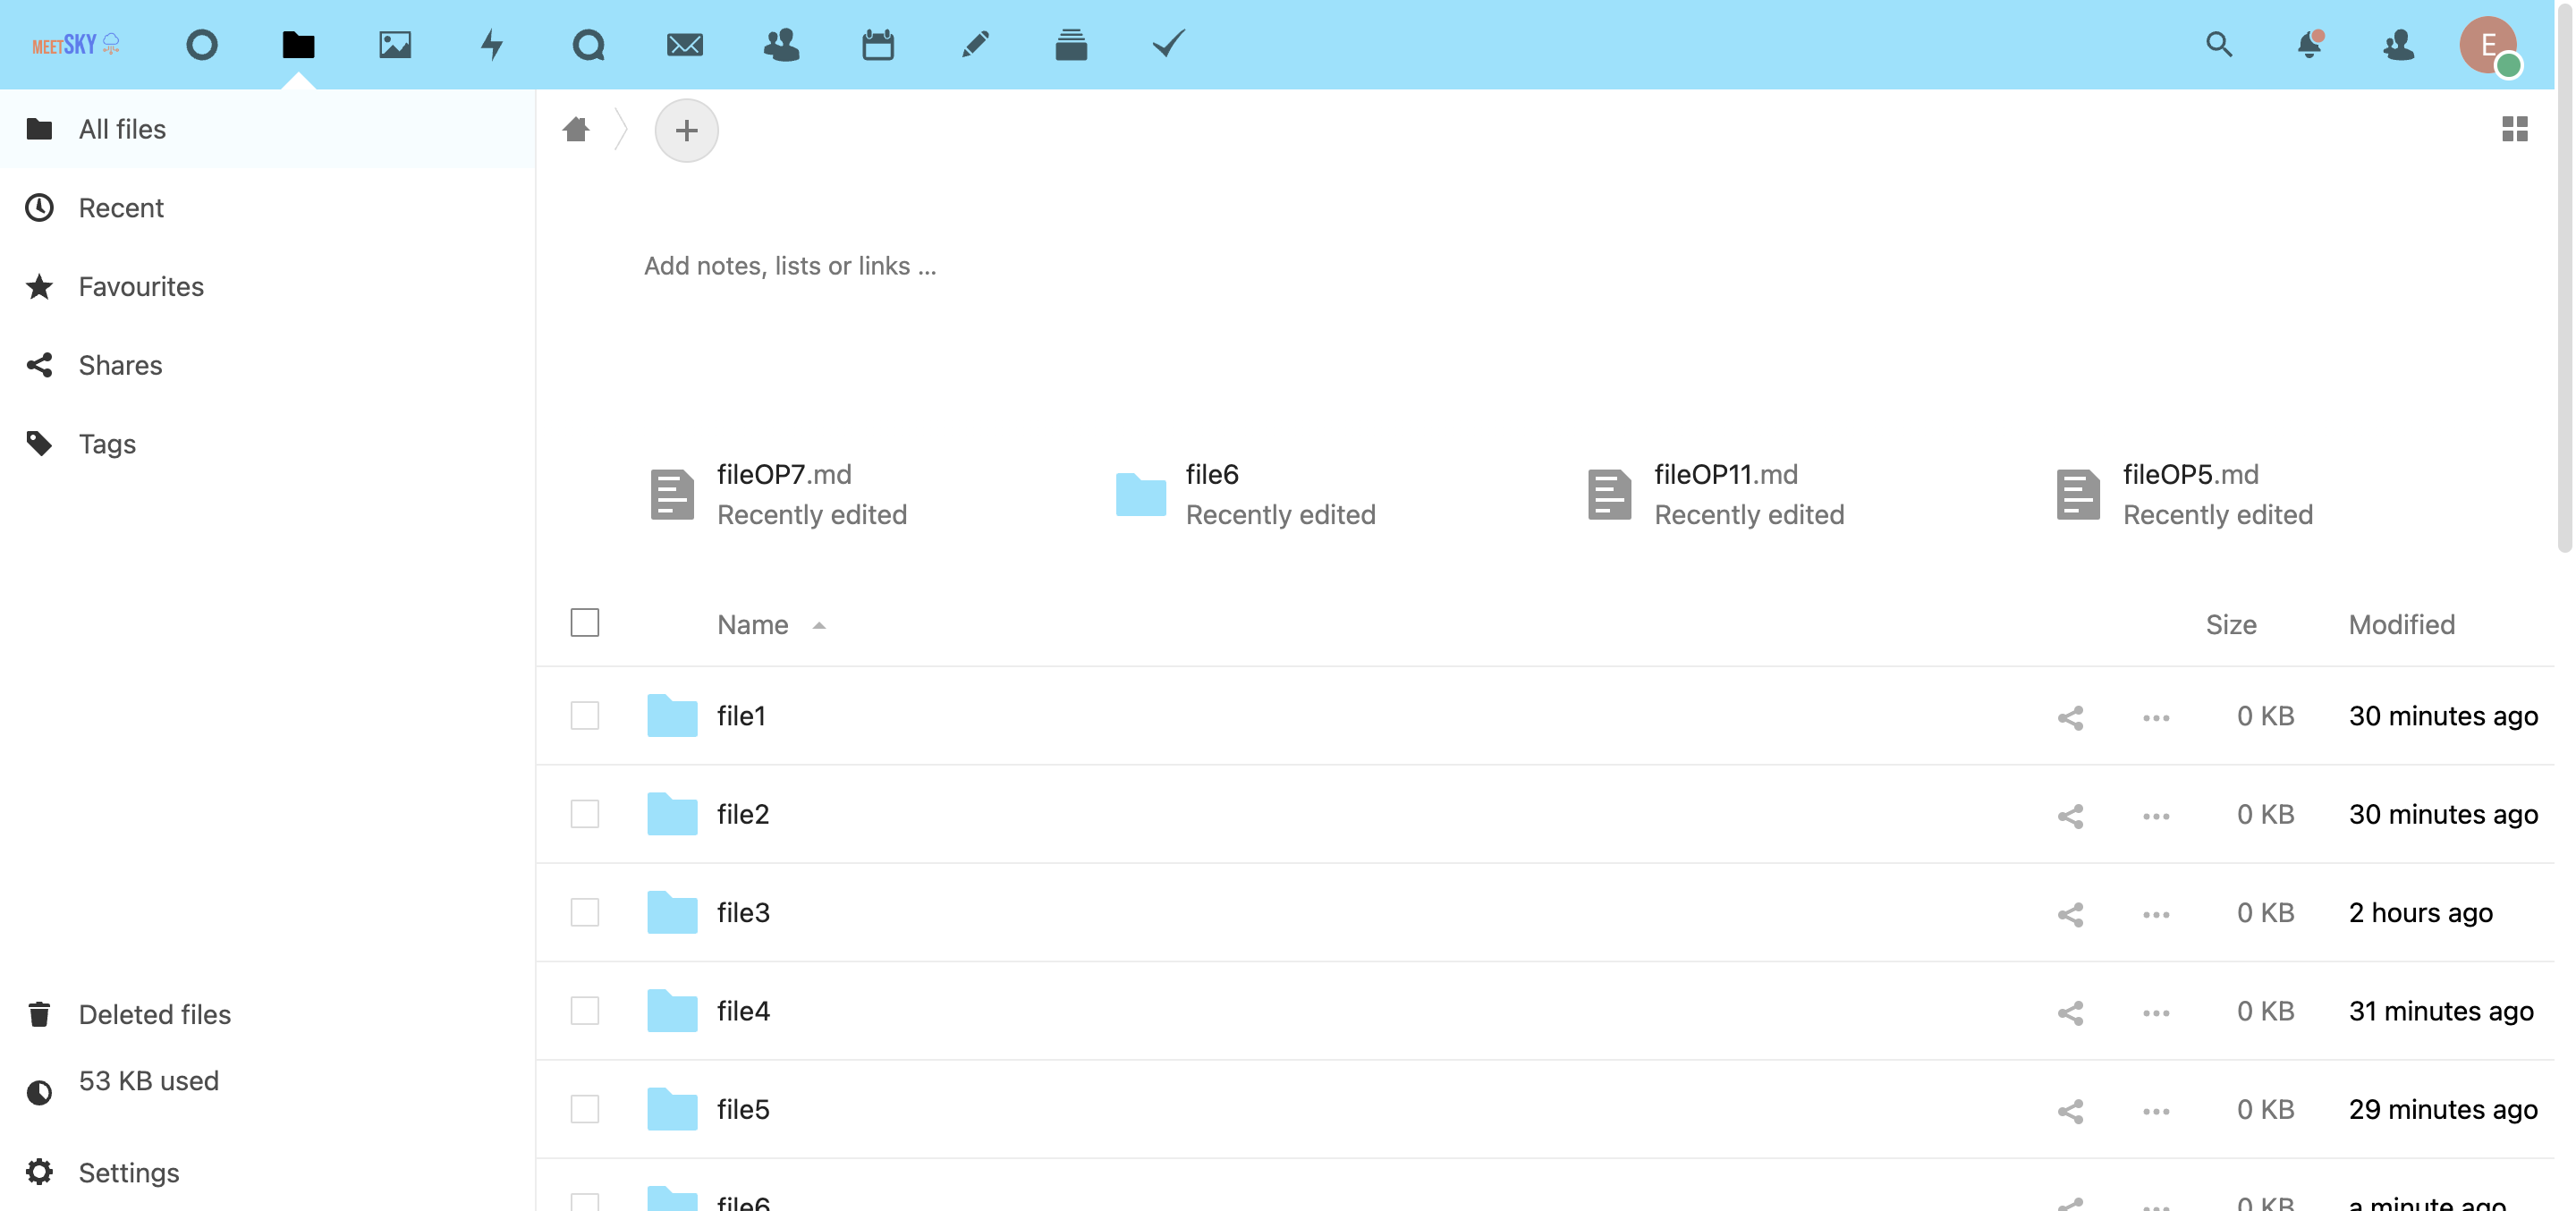 MEETSKY
E
All files
Recent
Favourites
Shares
Tags
Add notes, lists or links ...
fileOP7.md
Recently edited
file6
Recently edited
fileOP11.md
Recently edited
fileOP5.md
Recently edited
Name Size Modified
file1 0 KB 30 minutes ago
file2 0 KB 30 minutes ago
file3 0 KB 2 hours ago
file4 0 KB 31 minutes ago
file5 0 KB 29 minutes ago
file6 0 KB a minute ago
Deleted files
53 KB used
Settings